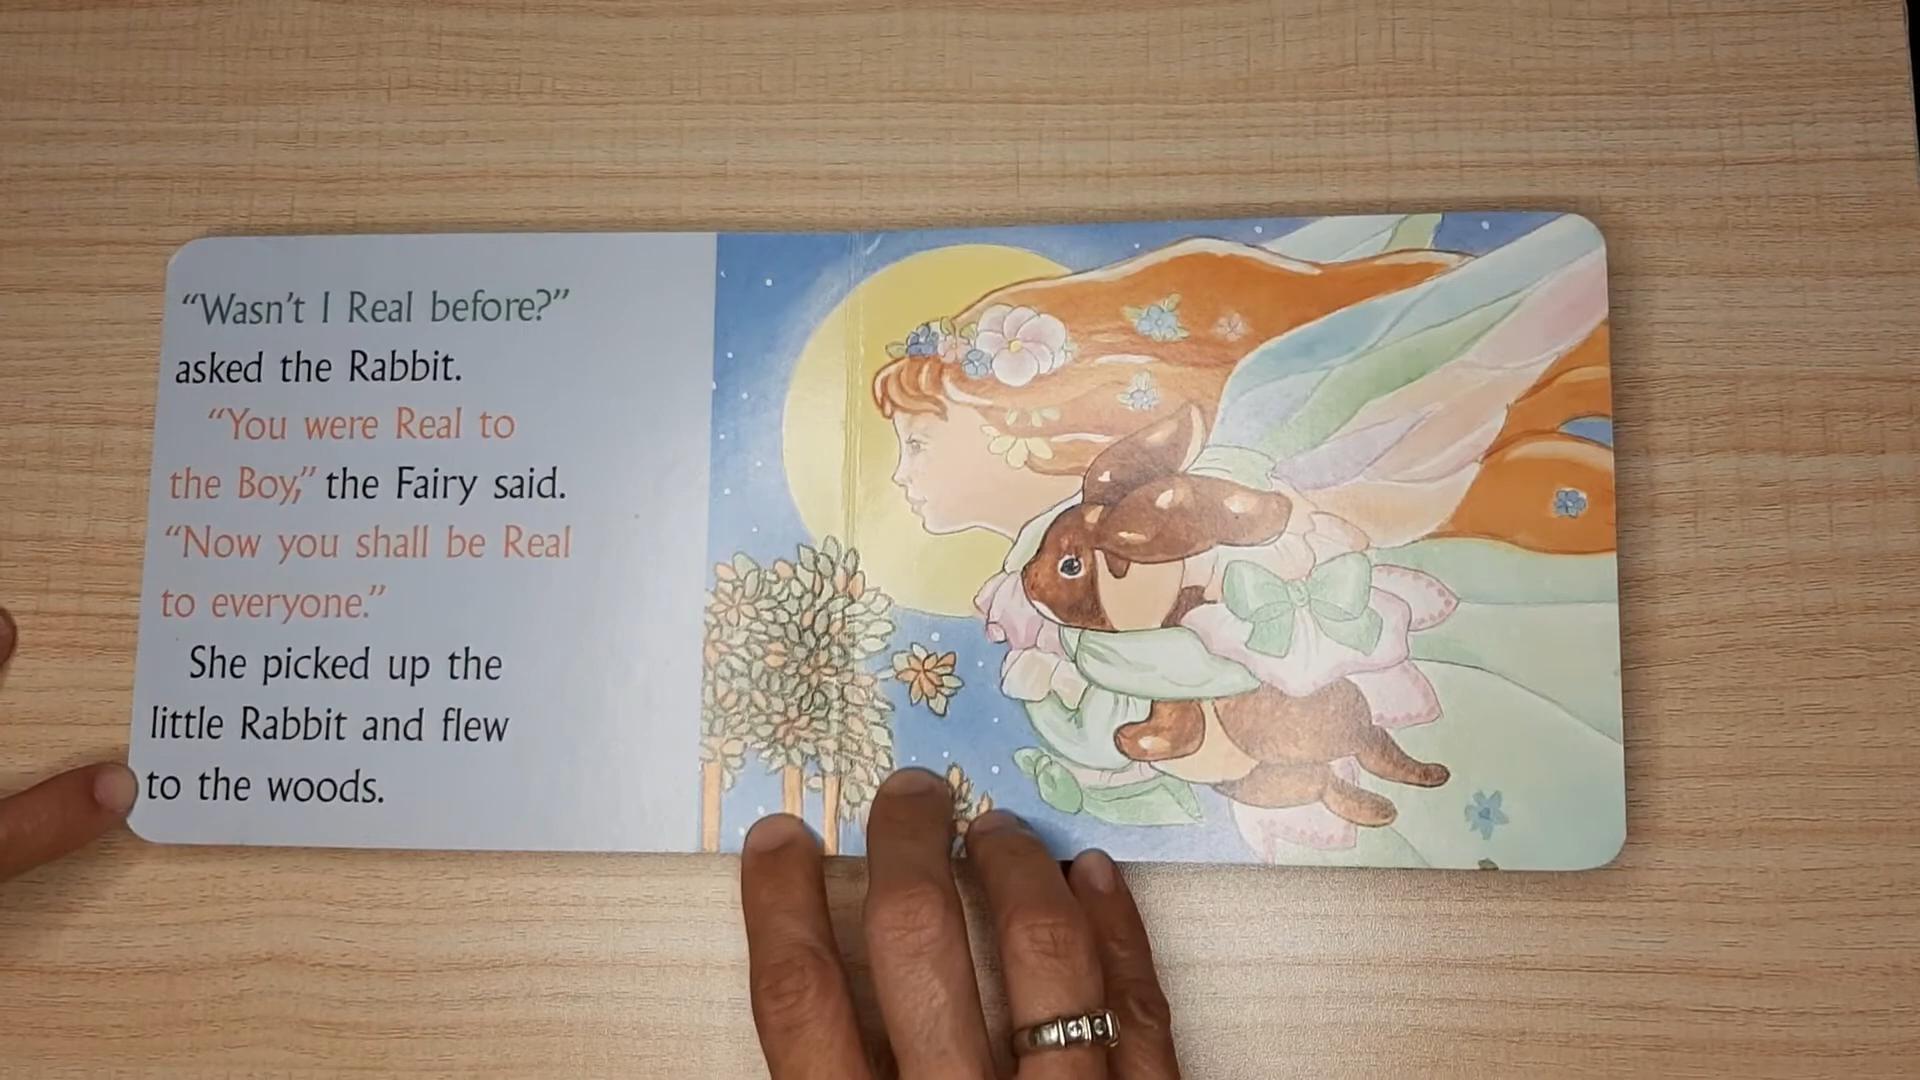 “Wasn’t I Real before?”
asked the Rabbit.
“You were Real to
the Boy,” the Fairy said.
“Now you shall be Real
to everyone.”
She picked up the
little Rabbit and flew
to the woods.